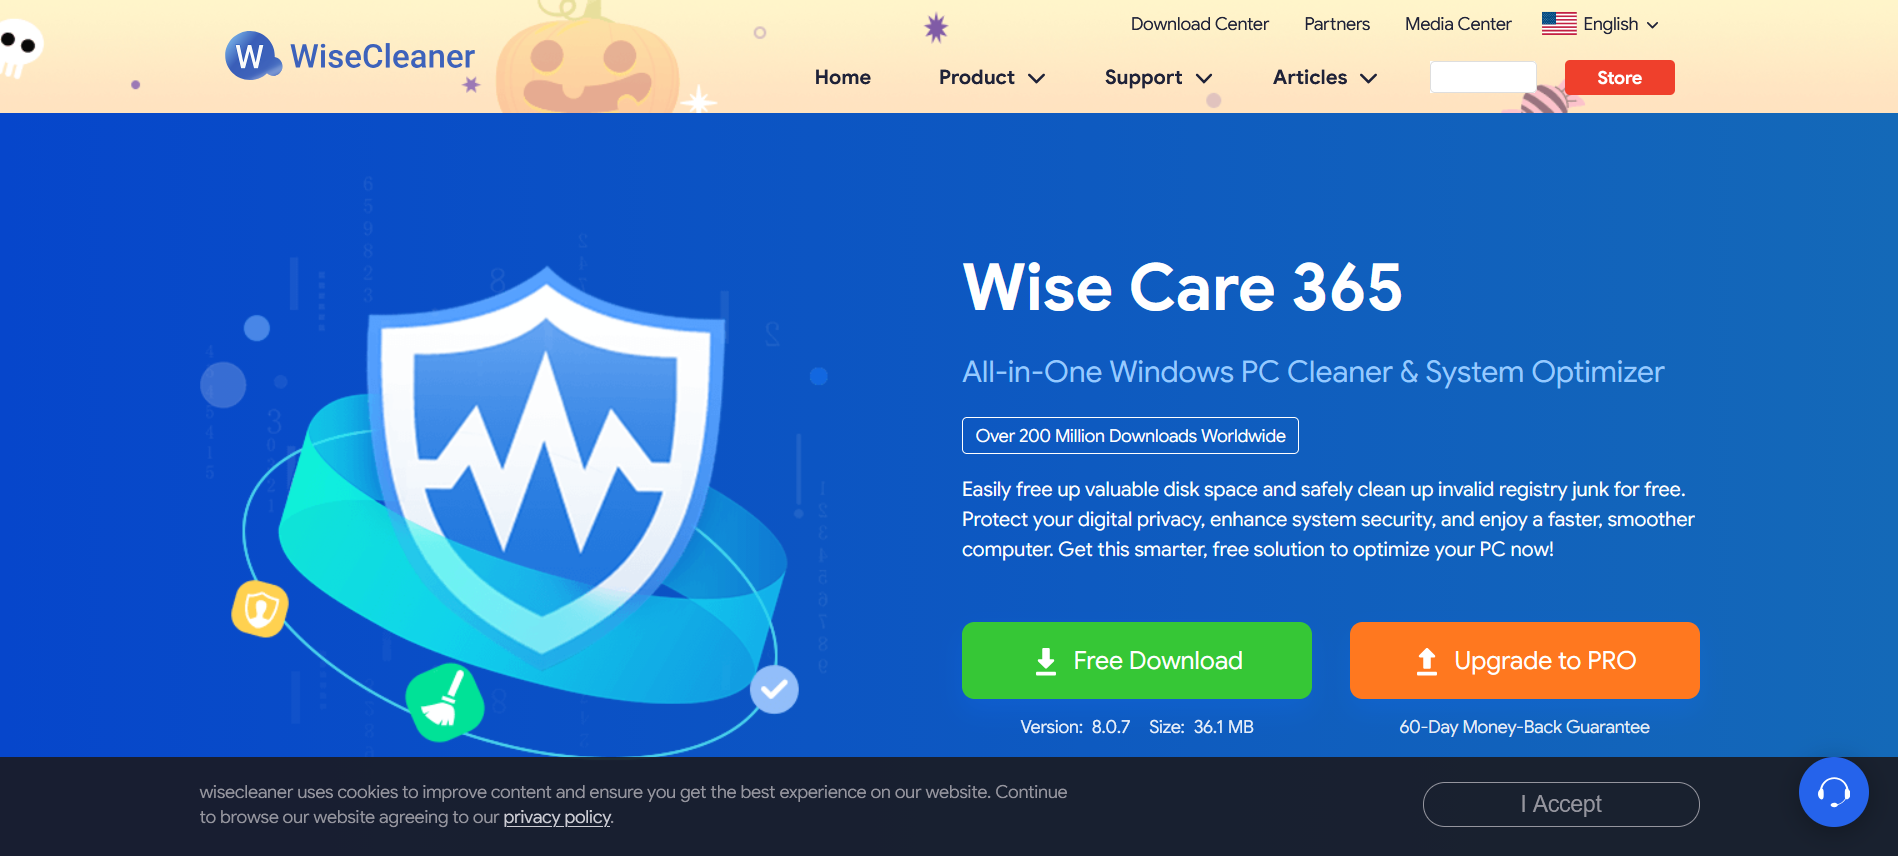 Download Center Partners Media Center English
W WiseCleaner
Home Product Support Articles Store
Wise Care 365
All-in-One Windows PC Cleaner & System Optimizer
Over 200 Million Downloads Worldwide
Easily free up valuable disk space and safely clean up invalid registry junk for free.
Protect your digital privacy, enhance system security, and enjoy a faster, smoother
computer. Get this smarter, free solution to optimize your PC now!
Free Download Upgrade to PRO
Version: 8.0.7 Size: 36.1 MB 60-Day Money-Back Guarantee
wisecleaner uses cookies to improve content and ensure you get the best experience on our website. Continue
to browse our website agreeing to our privacy policy.
I Accept